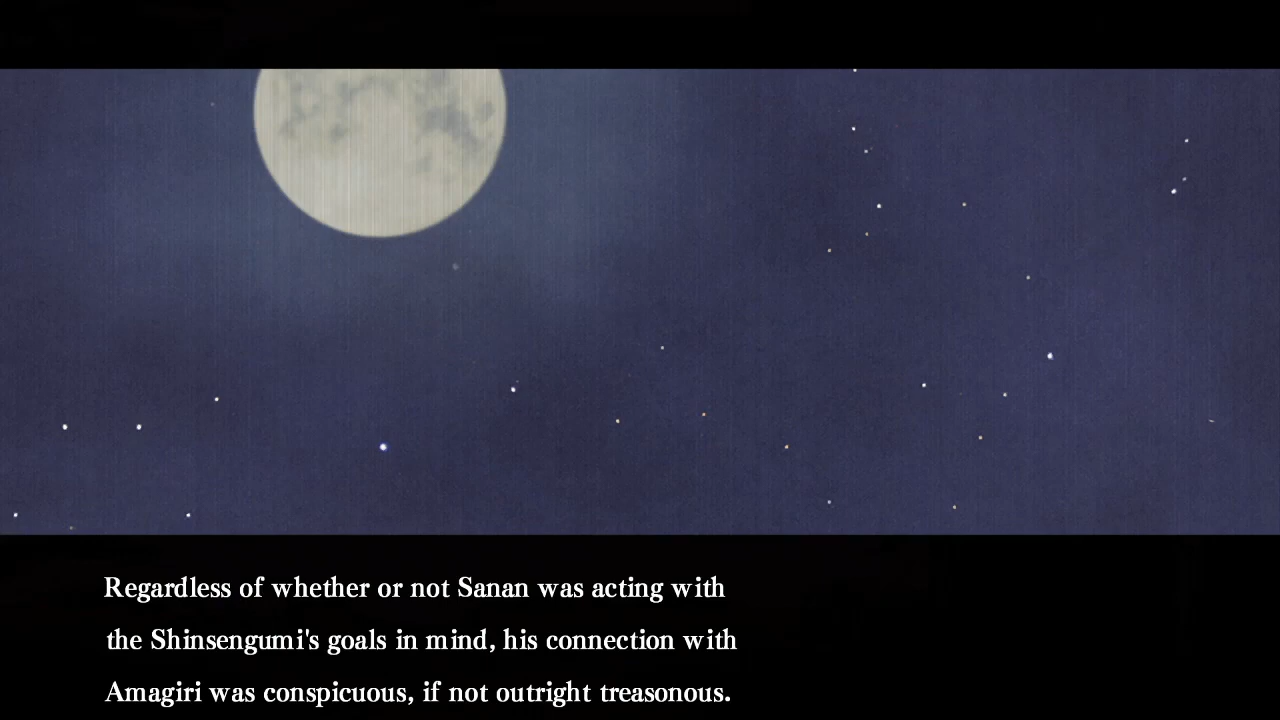 Regardless of whether or not Sanan was acting with
the Shinsengumi's goals in mind, his connection with
Amagiri was conspicuous, if not outright treasonous.